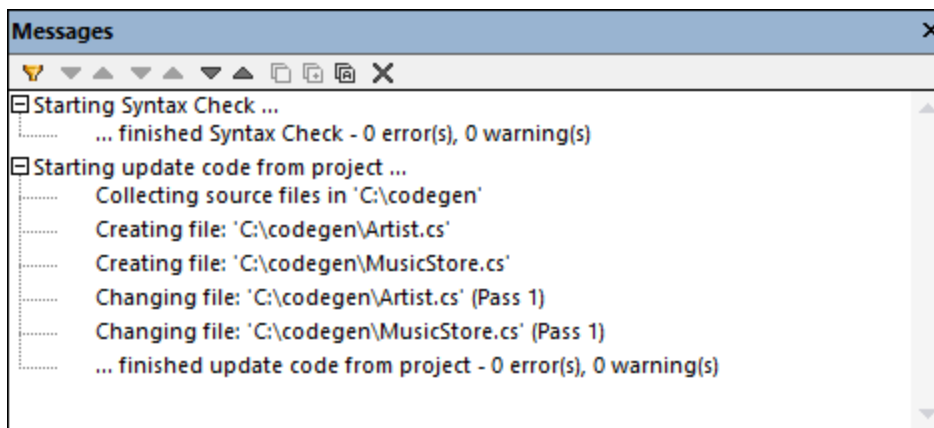 Messages
Starting Syntax Check ...
... finished Syntax Check - 0 error(s), 0 warning(s)
Starting update code from project ...
Collecting source files in 'C:\codegen'
Creating file: 'C:\codegen\Artist.cs'
Creating file: 'C:\codegen\MusicStore.cs'
Changing file: 'C:\codegen\Artist.cs' (Pass 1)
Changing file: 'C:\codegen\MusicStore.cs' (Pass 1)
... finished update code from project - 0 error(s), 0 warning(s)